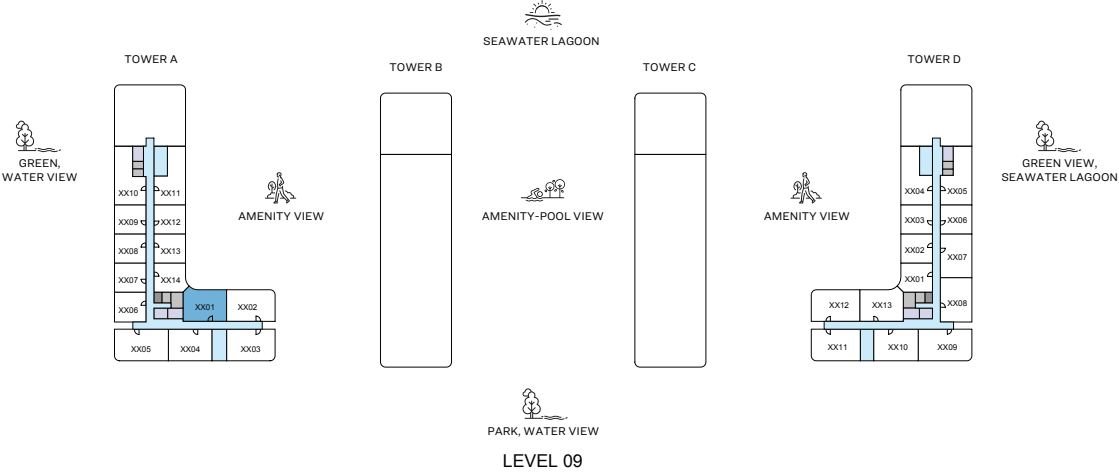 SEAWATER LAGOON
TOWER A
TOWER B
TOWER C
TOWER D
GREEN,
WATER VIEW
AMENITY VIEW
AMENITY-POOL VIEW
AMENITY VIEW
GREEN VIEW,
SEAWATER LAGOON
XX10 XX11
XX09 XX12
XX08 XX13
XX07 XX14
XX06 XX01 XX02
XX05 XX04 XX03
XX04 XX05
XX03 XX06
XX02 XX07
XX01
XX12 XX13 XX08
XX11 XX10 XX09
PARK, WATER VIEW
LEVEL 09